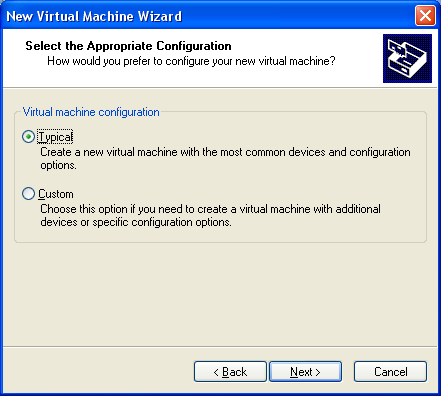 New Virtual Machine Wizard
Select the Appropriate Configuration
How would you prefer to configure your new virtual machine?
Virtual machine configuration
Typical
Create a new virtual machine with the most common devices and configuration
options.
Custom
Choose this option if you need to create a virtual machine with additional
devices or specific configuration options.
< Back Next > Cancel